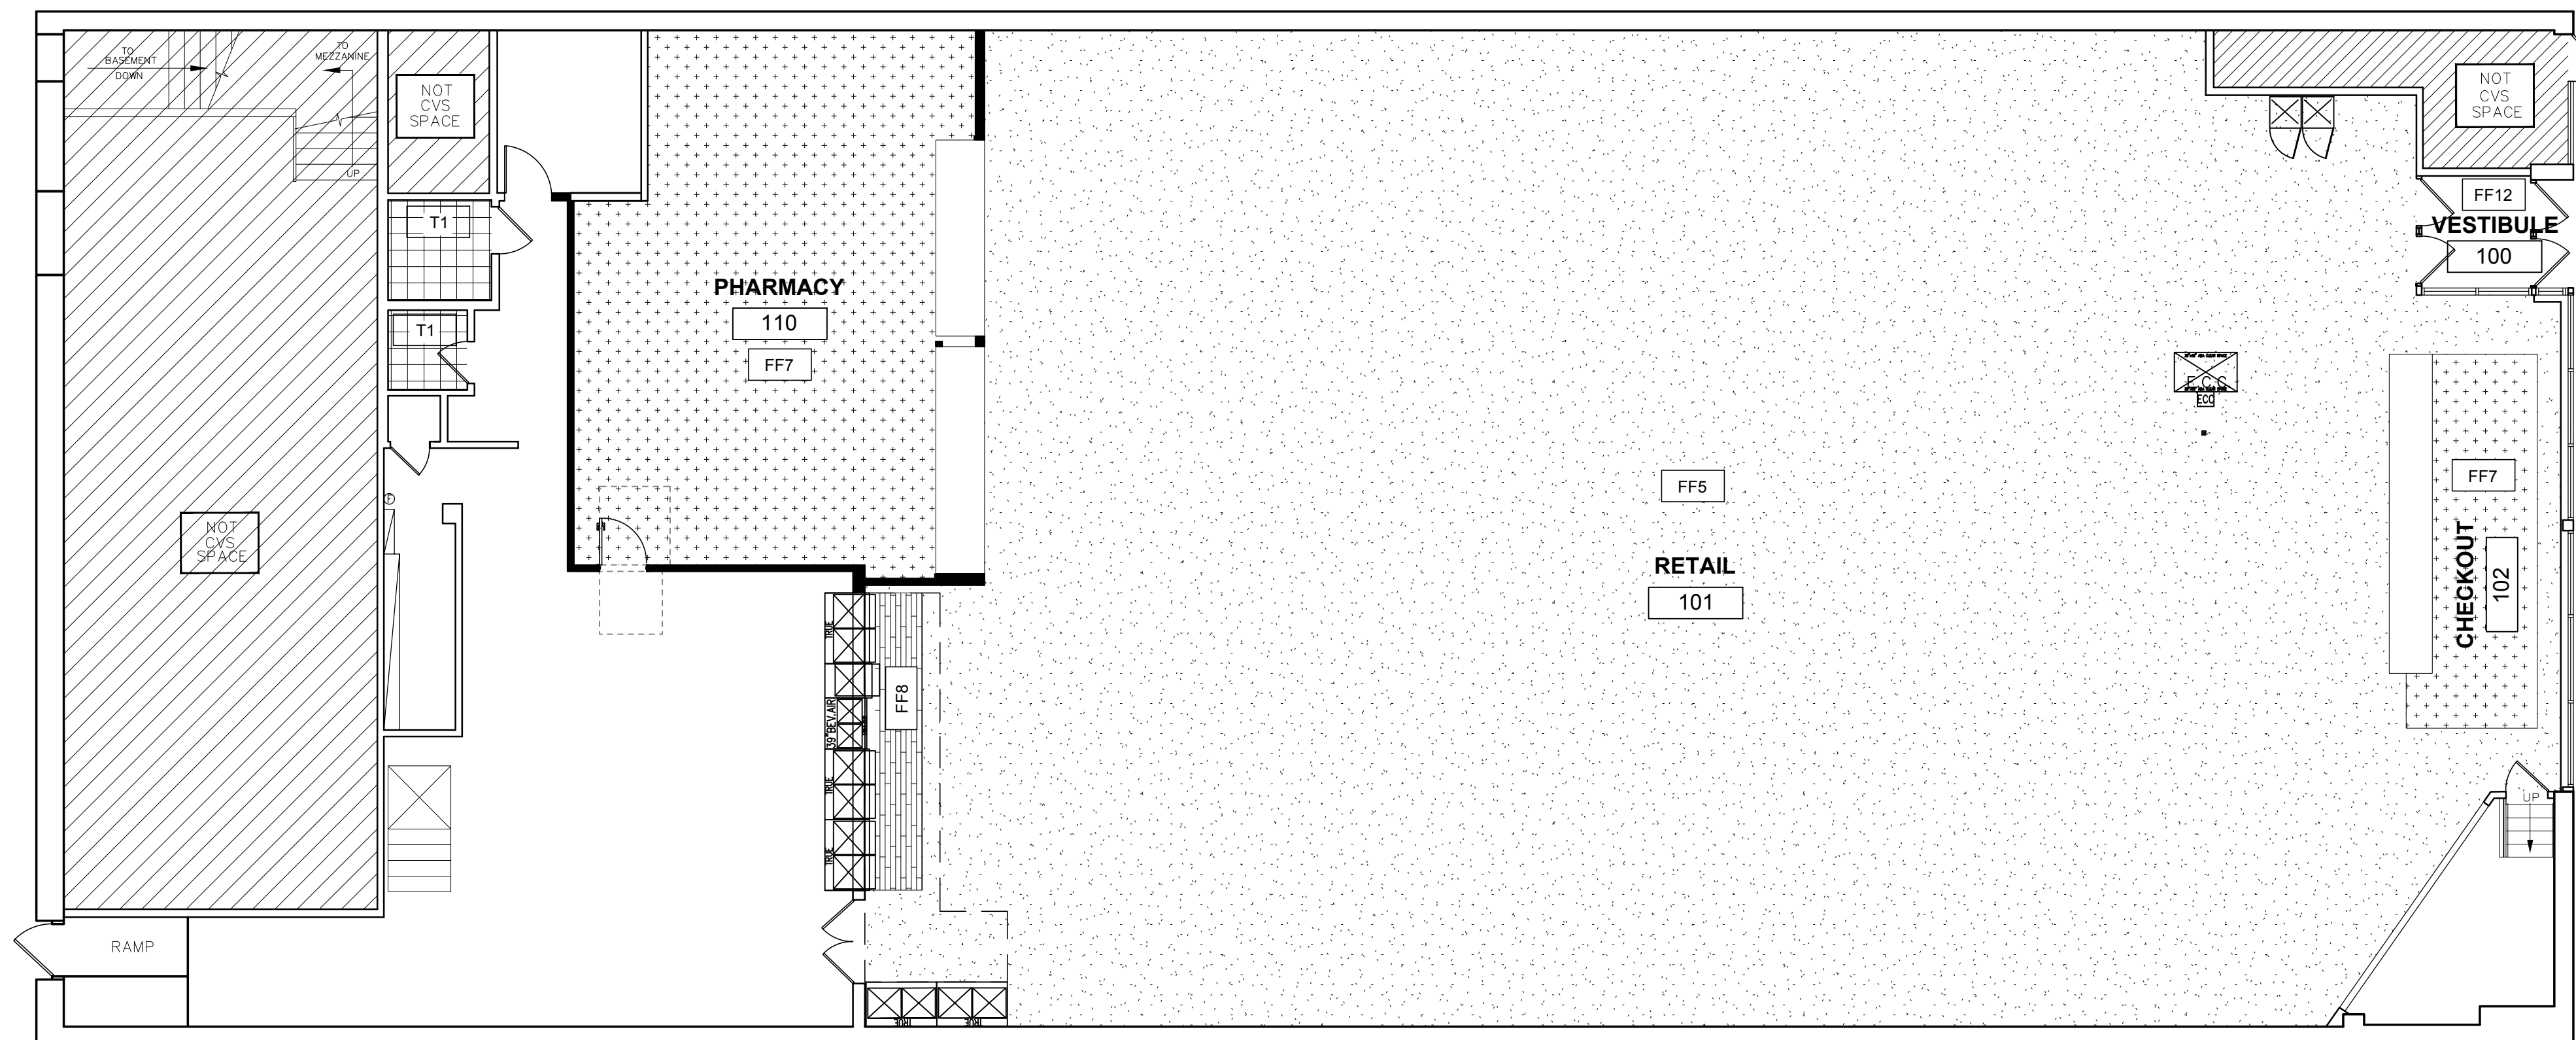 TO
BASEMENT
DOWN
TO
MEZZANINE
UP
NOT
CVS
SPACE
NOT
CVS
SPACE
FF12
VESTIBULE
100
T1
T1
PHARMACY
110
FF7
E.C.C
ECC
FF5
FF7
CHECKOUT
102
F
NOT
CVS
SPACE
RETAIL
101
TRUE
FF8
39" BEV.AIR
TRUE
TRUE
UP
RAMP
TRUE
TRUE